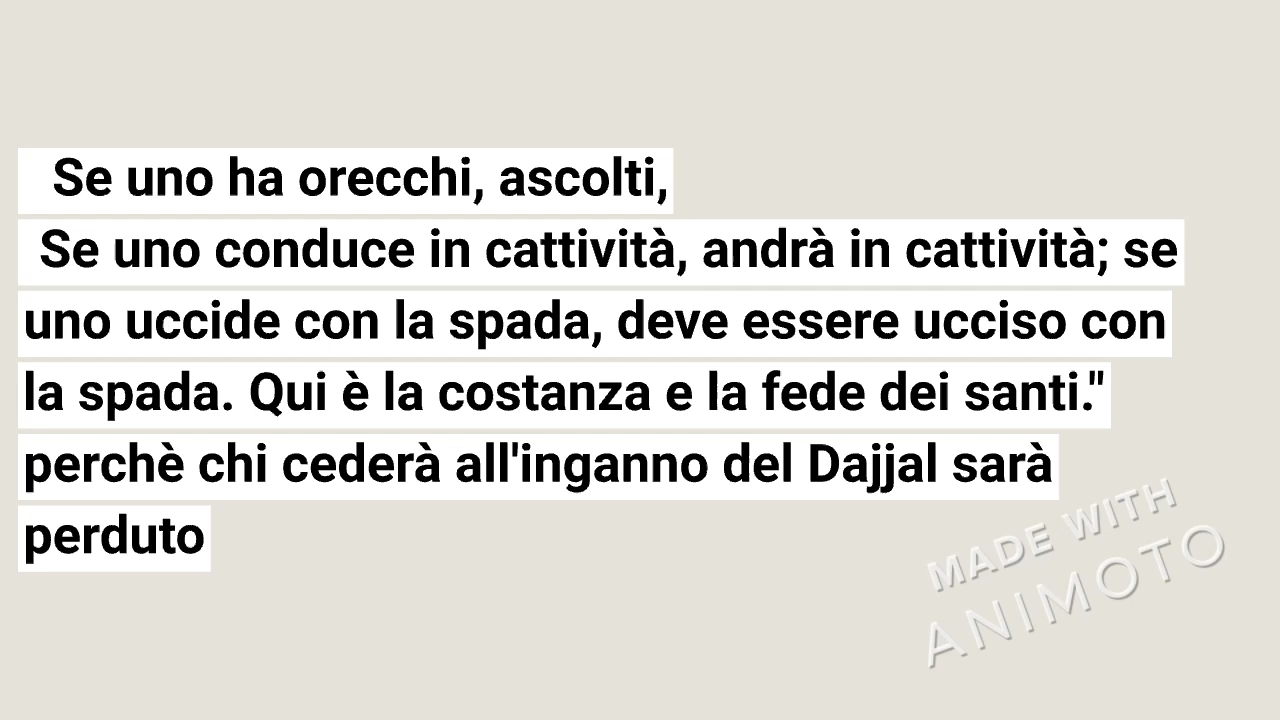 Se uno ha orecchi, ascolti,
Se uno conduce in cattività, andrà in cattività; se
uno uccide con la spada, deve essere ucciso con
la spada. Qui è la costanza e la fede dei santi."
perchè chi cederà all'inganno del Dajjal sarà
perduto
MADE WITH
ANIMOTO